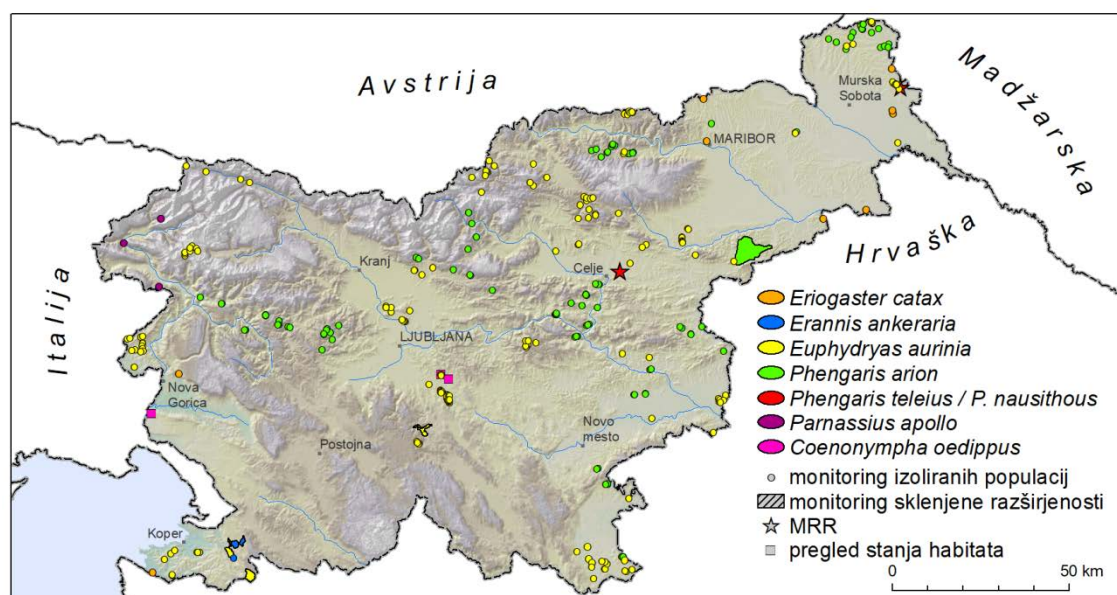 Avstrija
Madžarska
Murska
Sobota
MARIBOR
Hrvaška
Italija
Kranj
Celje
LJUBLJANA
Nova
Gorica
Novo
mesto
Postojna
Koper
Eriogaster catax
Erannis ankeraria
Euphydryas aurinia
Phengaris arion
Phengaris teleius / P. nausithous
Parnassius apollo
Coenonympha oedippus
monitoring izoliranih populacij
monitoring sklenjene razširjenosti
MRR
pregled stanja habitata
0 50 km